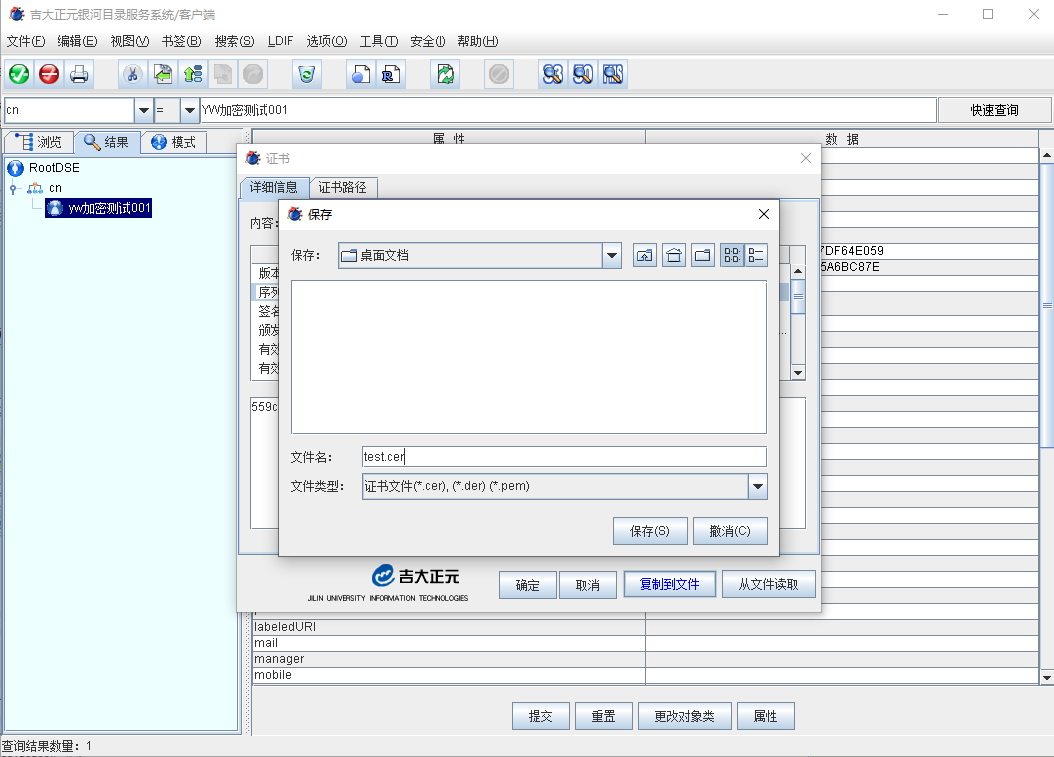 吉大正元银河目录服务系统/客户端
文件(F) 编辑(E) 视图(V) 书签(B) 搜索(S) LDIF 选项(O) 工具(T) 安全(I) 帮助(H)
cn = YW加密测试001 快速查询
浏览 结果 模式
属 性 数 据
RootDSE
cn
yw加密测试001
证书
详细信息 证书路径
内容:
版本
序列
签名
颁发
有效
有效
559c
7DF64E059
5A6BC87E
保存
保存: 桌面文档
文件名: test.cer
文件类型: 证书文件(*.cer), (*.der) (*.pem)
保存(S) 撤消(C)
吉大正元
JILIN UNIVERSITY INFORMATION TECHNOLOGIES
确定 取消 复制到文件 从文件读取
labeledURI
mail
manager
mobile
提交 重置 更改对象类 属性
查询结果数量: 1